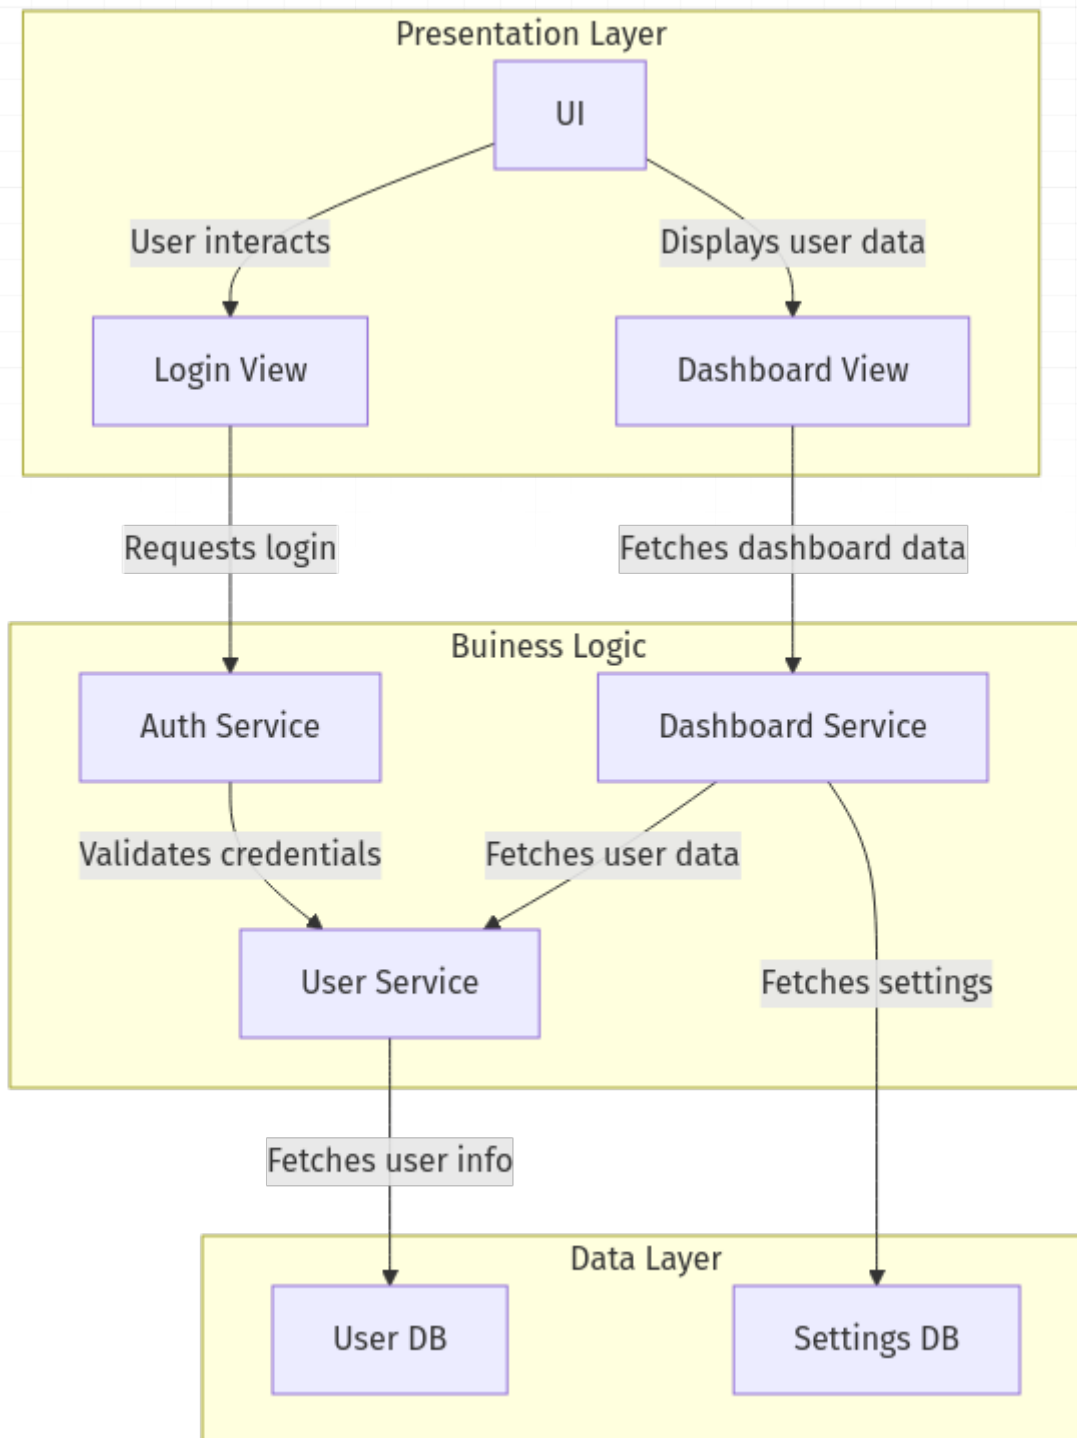 Presentation Layer
UI
User interacts
Displays user data
Login View
Dashboard View
Requests login
Fetches dashboard data
Buiness Logic
Auth Service
Dashboard Service
Validates credentials
Fetches user data
User Service
Fetches settings
Fetches user info
Data Layer
User DB
Settings DB